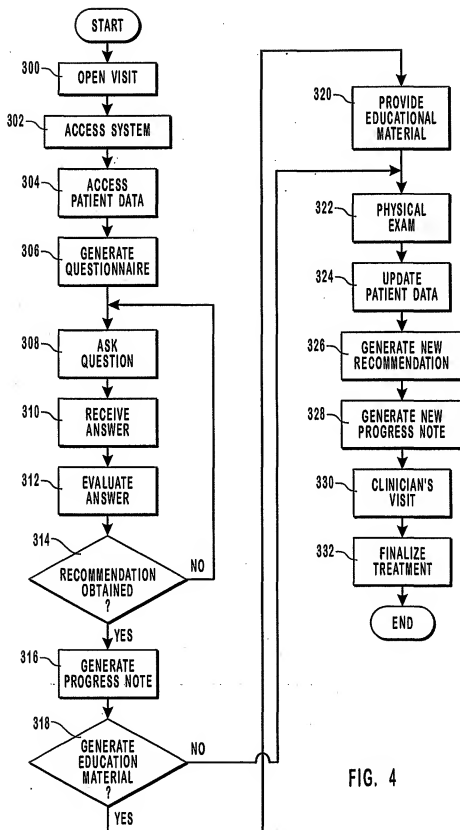 START
300
OPEN VISIT
302
ACCESS SYSTEM
304
ACCESS
PATIENT DATA
306
GENERATE
QUESTIONNAIRE
308
ASK
QUESTION
310
RECEIVE
ANSWER
312
EVALUATE
ANSWER
314
RECOMMENDATION
OBTAINED
?
NO
YES
316
GENERATE
PROGRESS NOTE
318
GENERATE
EDUCATION
MATERIAL
?
NO
YES
320
PROVIDE
EDUCATIONAL
MATERIAL
322
PHYSICAL
EXAM
324
UPDATE
PATIENT DATA
326
GENERATE NEW
RECOMMENDATION
328
GENERATE NEW
PROGRESS NOTE
330
CLINICIAN'S
VISIT
332
FINALIZE
TREATMENT
END
FIG. 4